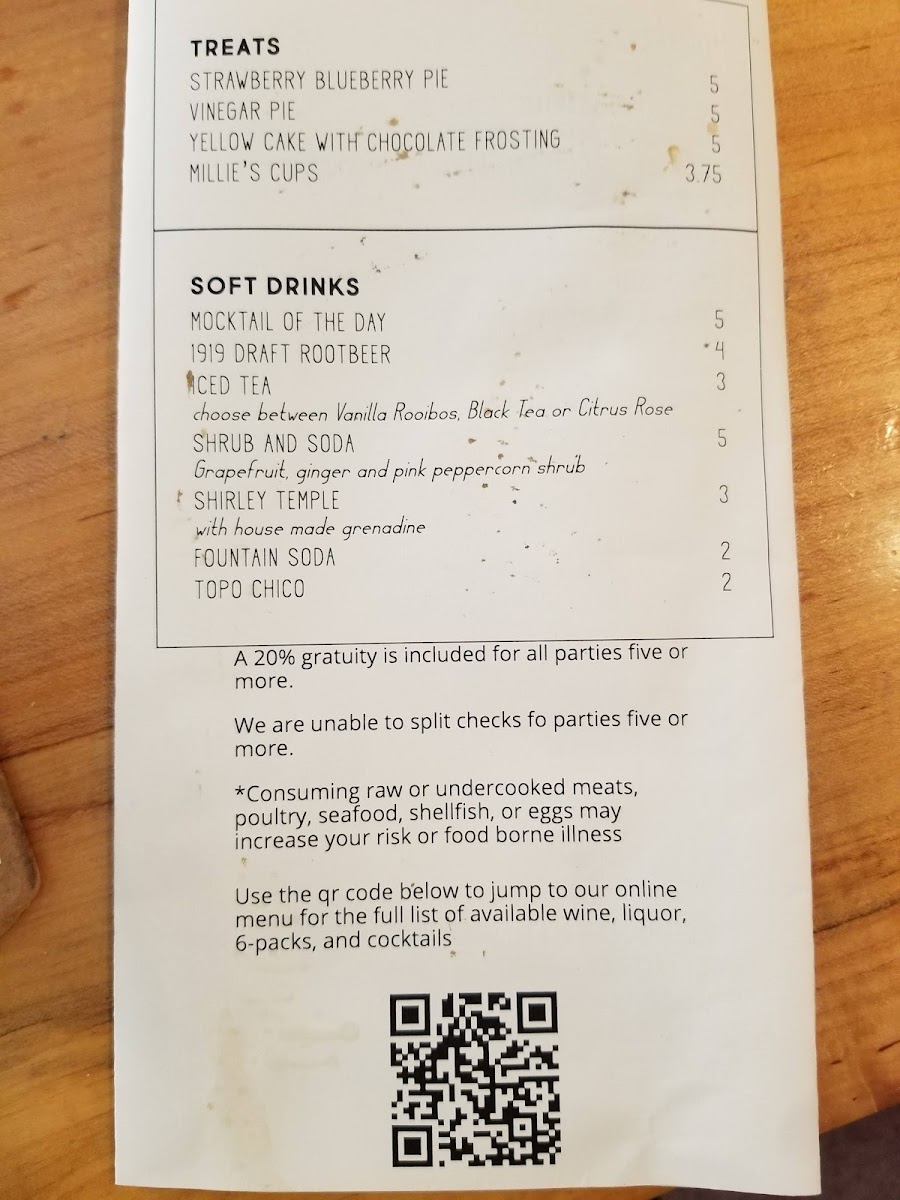 TREATS
STRAWBERRY BLUEBERRY PIE 5
VINEGAR PIE 5
YELLOW CAKE WITH CHOCOLATE FROSTING 5
MILLIE'S CUPS 3.75
SOFT DRINKS
MOCKTAIL OF THE DAY 5
1919 DRAFT ROOTBEER 4
ICED TEA 3
choose between Vanilla Rooibos, Black Tea or Citrus Rose
SHRUB AND SODA 5
Grapefruit, ginger and pink peppercorn shrub
SHIRLEY TEMPLE 3
with house made grenadine
FOUNTAIN SODA 2
TOPO CHICO 2
A 20% gratuity is included for all parties five or
more.
We are unable to split checks fo parties five or
more.
*Consuming raw or undercooked meats,
poultry, seafood, shellfish, or eggs may
increase your risk or food borne illness
Use the qr code below to jump to our online
menu for the full list of available wine, liquor,
6-packs, and cocktails